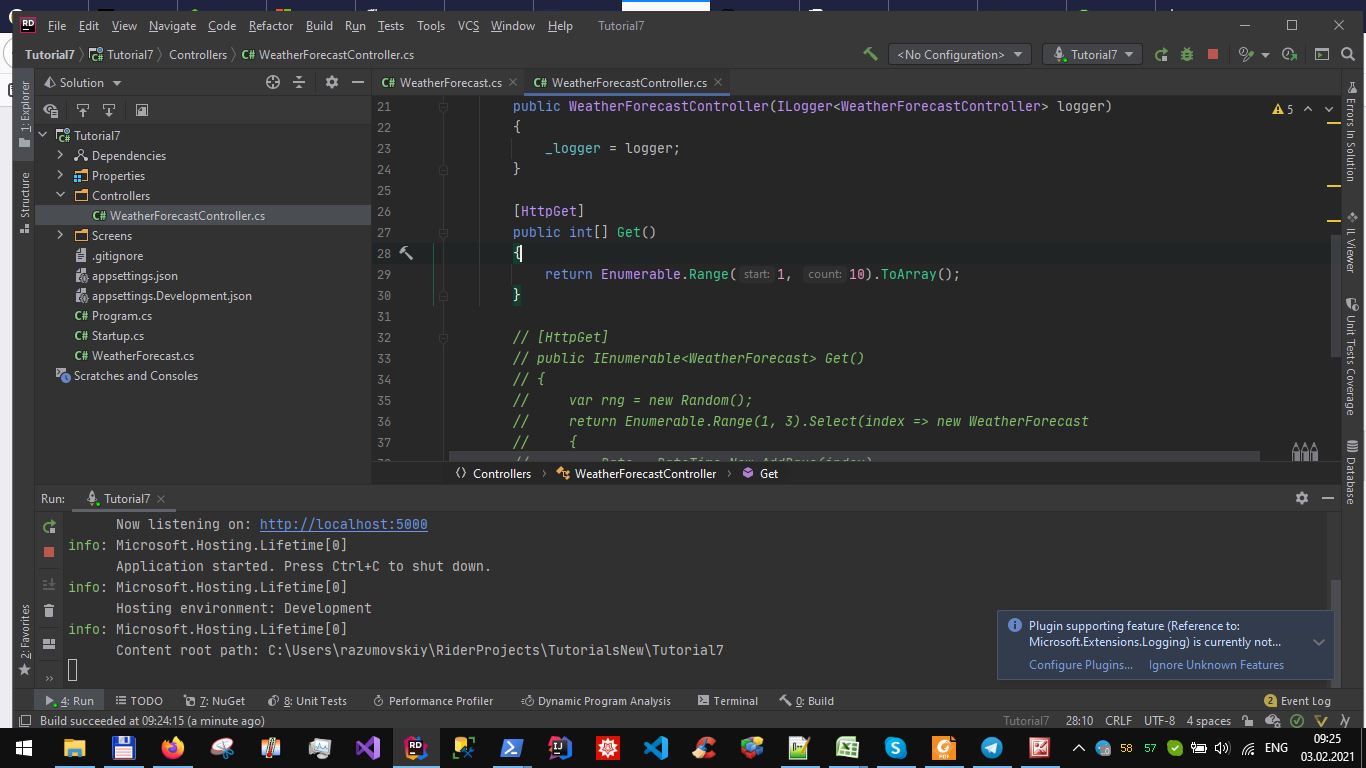 RD File Edit View Navigate Code Refactor Build Run Tests Tools VCS Window Help Tutorial7
Tutorial7 Tutorial7 Controllers C# WeatherForecastController.cs <No Configuration> Tutorial7
Solution
C# WeatherForecast.cs C# WeatherForecastController.cs
1: Explorer
Structure
2: Favorites
Tutorial7
Dependencies
Properties
Controllers
C# WeatherForecastController.cs
Screens
.gitignore
appsettings.json
appsettings.Development.json
C# Program.cs
C# Startup.cs
C# WeatherForecast.cs
Scratches and Consoles
5
21 public WeatherForecastController(ILogger<WeatherForecastController> logger)
22 {
23 _logger = logger;
24 }
25
26 [HttpGet]
27 public int[] Get()
28 {
29 return Enumerable.Range( start: 1, count: 10).ToArray();
30 }
31
32 // [HttpGet]
33 // public IEnumerable<WeatherForecast> Get()
34 // {
35 // var rng = new Random();
36 // return Enumerable.Range(1, 3).Select(index => new WeatherForecast
37 // {
Controllers WeatherForecastController Get
Errors In Solution
IL Viewer
Unit Tests Coverage
Database
Run: Tutorial7
Now listening on: http://localhost:5000
info: Microsoft.Hosting.Lifetime[0]
Application started. Press Ctrl+C to shut down.
info: Microsoft.Hosting.Lifetime[0]
Hosting environment: Development
info: Microsoft.Hosting.Lifetime[0]
Content root path: C:\Users\razumovskiy\RiderProjects\TutorialsNew\Tutorial7
Plugin supporting feature (Reference to:
Microsoft.Extensions.Logging) is currently not...
Configure Plugins... Ignore Unknown Features
4: Run TODO 7: NuGet 8: Unit Tests Performance Profiler Dynamic Program Analysis Terminal 0: Build 2 Event Log
Build succeeded at 09:24:15 (a minute ago) Tutorial7 28:10 CRLF UTF-8 4 spaces
58 57 ENG 09:25
03.02.2021